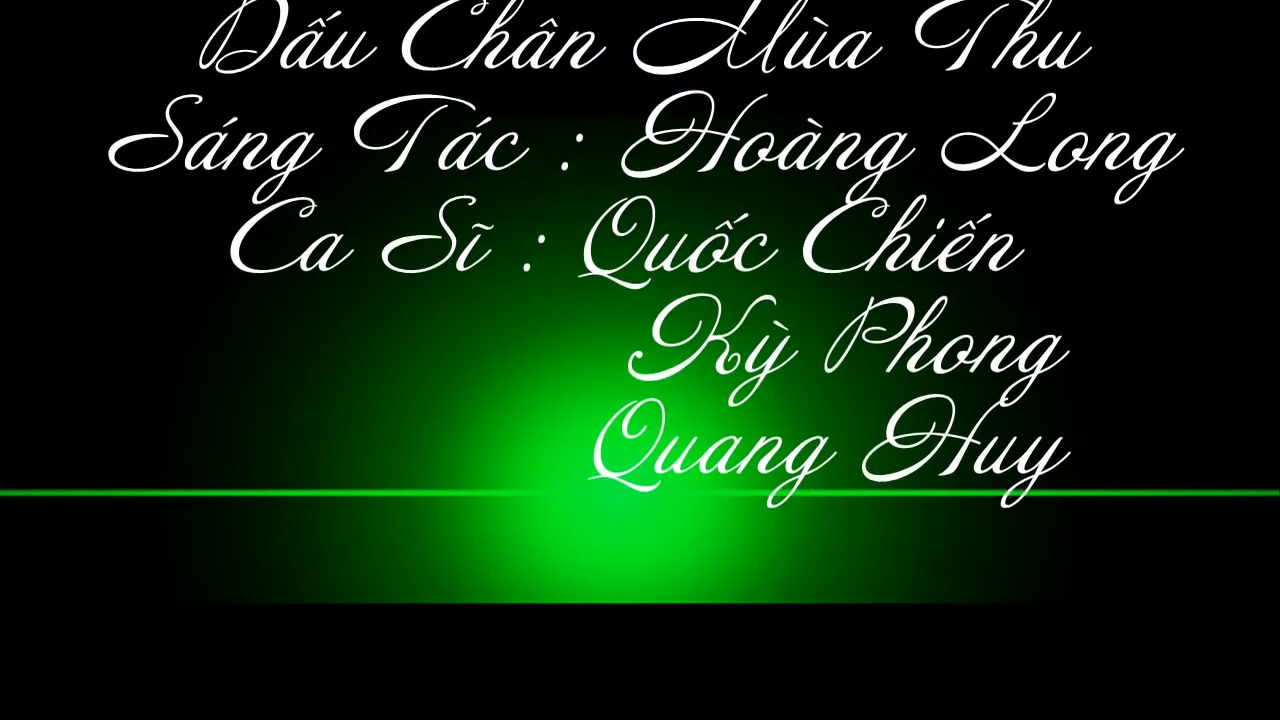 Dấu Chân Mùa Thu
Sáng Tác : Hoàng Long
Ca Sĩ : Quốc Chiến
Kỳ Phong
Quang Huy